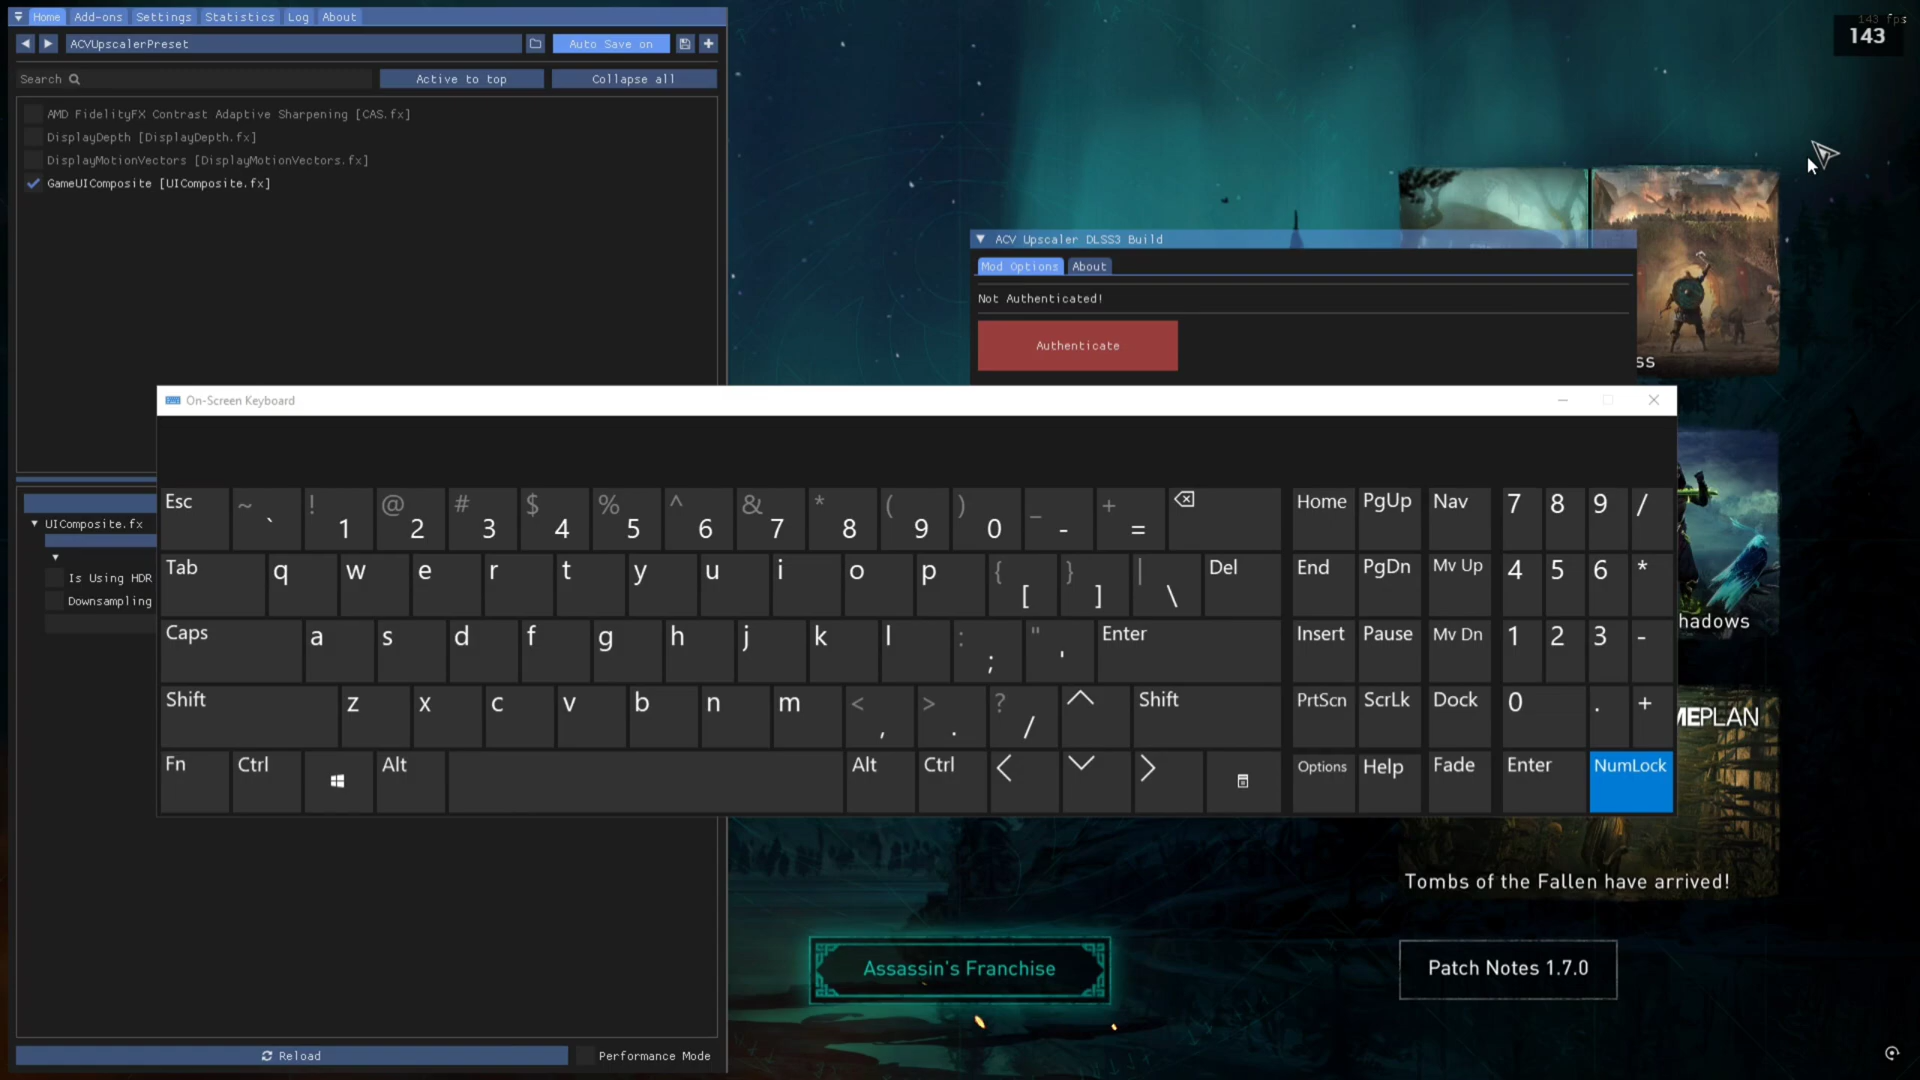 Home Add-ons Settings Statistics Log About
ACVUpscalerPreset Auto Save on
Search Active to top Collapse all
AMD FidelityFX Contrast Adaptive Sharpening [CAS.fx]
DisplayDepth [DisplayDepth.fx]
DisplayMotionVectors [DisplayMotionVectors.fx]
GameUIComposite [UIComposite.fx]
143 fps
143
ACV Upscaler DLSS3 Build
Mod Options About
Not Authenticated!
Authenticate
ss
On-Screen Keyboard
Esc ~ ` ! 1 @ 2 # 3 $ 4 % 5 ^ 6 & 7 * 8 ( 9 ) 0 _ - + = Home PgUp Nav 7 8 9 /
Tab q w e r t y u i o p { [ } ] | \ Del End PgDn Mv Up 4 5 6 *
Caps a s d f g h j k l : ; " ' Enter Insert Pause Mv Dn 1 2 3 -
Shift z x c v b n m < , > . ? / Shift PrtScn ScrLk Dock 0 . +
Fn Ctrl Alt Alt Ctrl Options Help Fade Enter NumLock
UIComposite.fx
Is Using HDR
Downsampling
hadows
MEPLAN
Tombs of the Fallen have arrived!
Assassin's Franchise
Patch Notes 1.7.0
Reload Performance Mode